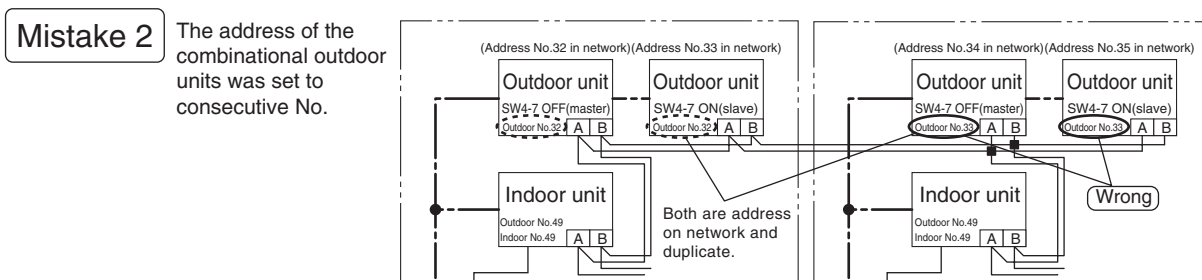 Mistake 2
The address of the
combinational outdoor
units was set to
consecutive No.
(Address No.32 in network)(Address No.33 in network)
Outdoor unit
SW4-7 OFF(master)
Outdoor No.32 A B
Outdoor unit
SW4-7 ON(slave)
Outdoor No.32 A B
Indoor unit
Outdoor No.49
Indoor No.49 A B
Both are address
on network and
duplicate.
(Address No.34 in network)(Address No.35 in network)
Outdoor unit
SW4-7 OFF(master)
Outdoor No.33 A B
Outdoor unit
SW4-7 ON(slave)
Outdoor No.33 A B
Indoor unit
Outdoor No.49
Indoor No.49 A B
Wrong